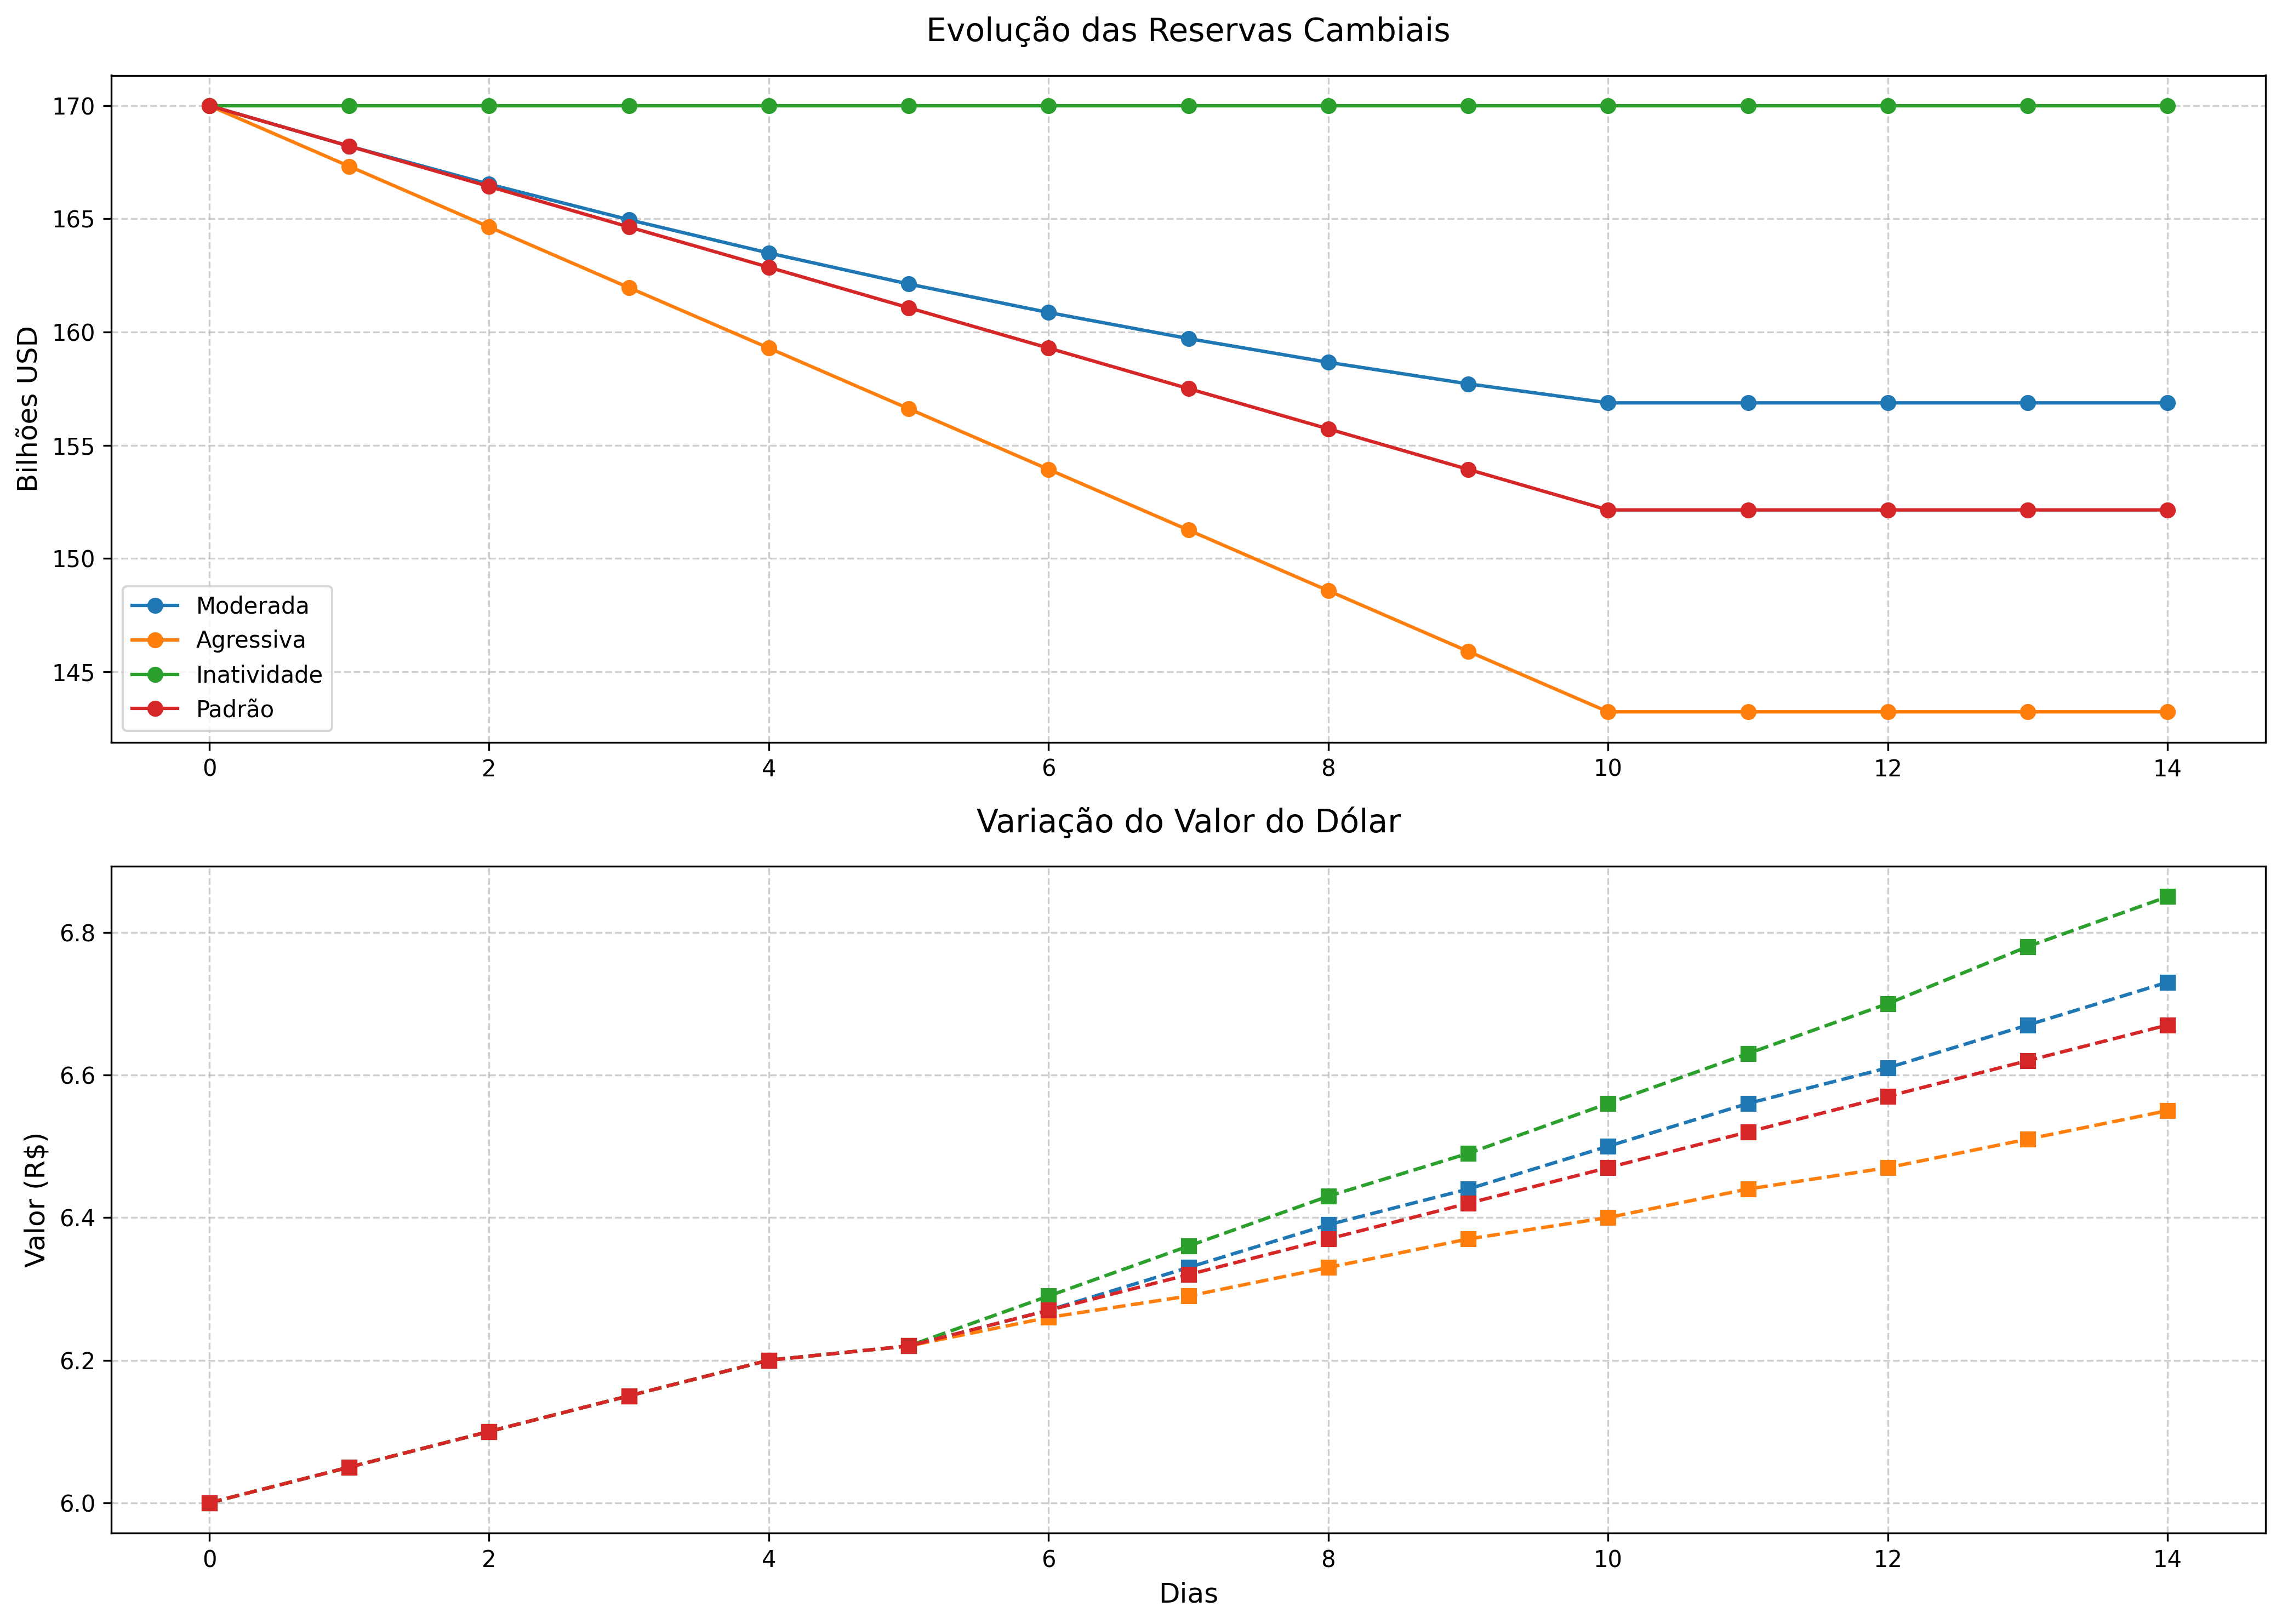 Evolução das Reservas Cambiais
Bilhões USD
170
165
160
155
150
145
Moderada
Agressiva
Inatividade
Padrão
0 2 4 6 8 10 12 14
Variação do Valor do Dólar
Valor (R$)
6.8
6.6
6.4
6.2
6.0
0 2 4 6 8 10 12 14
Dias